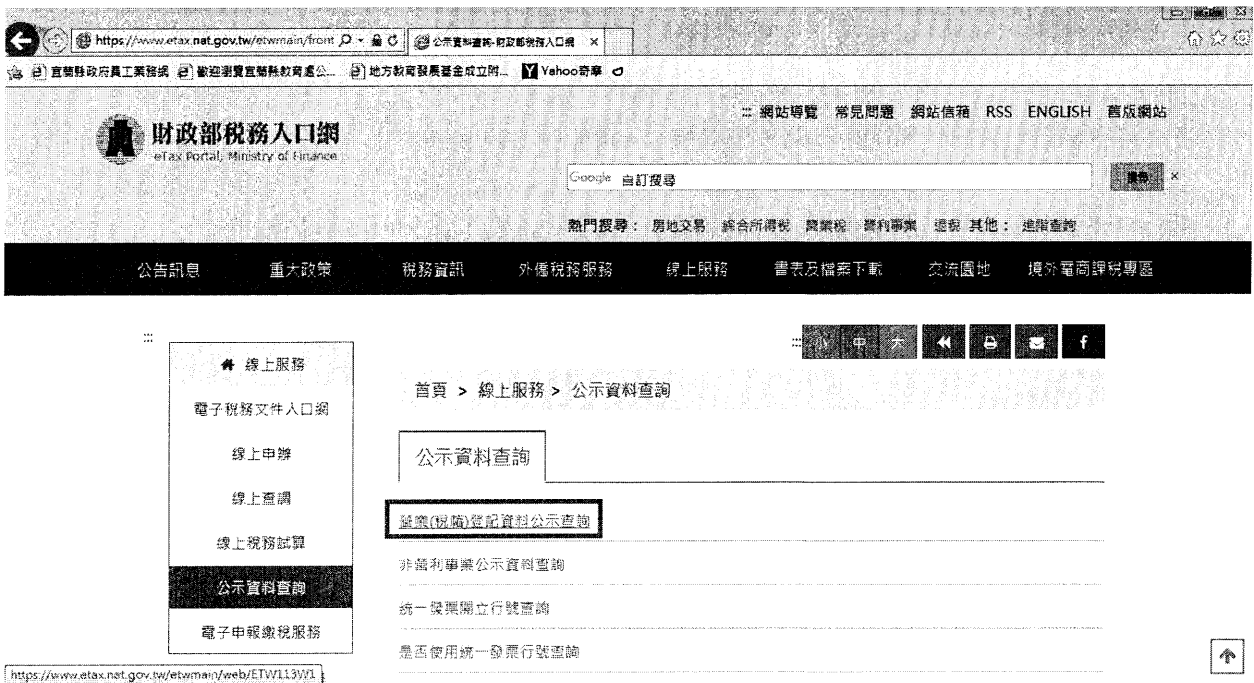 https://www.etax.nat.gov.tw/etwmain/front
公示資料查詢-財政部稅務入口網 ×
宜蘭縣政府員工業務網 歡迎瀏覽宜蘭縣教育處公... 地方教育發展基金成立附... Yahoo奇摩
::: 網站導覽 常見問題 網站信箱 RSS ENGLISH 舊版網站
財政部稅務入口網
eTax Portal, Ministry of Finance
Google 自訂搜尋
搜尋 ×
熱門搜尋： 房地交易 綜合所得稅 營業稅 營利事業 退稅 其他： 進階查詢
公告訊息 重大政策 稅務資訊 外僑稅務服務 線上服務 書表及檔案下載 交流園地 境外電商課稅專區
::: 小 中 大 f
:::
線上服務
電子稅務文件入口網
線上申辦
線上查調
線上稅務試算
公示資料查詢
電子申報繳稅服務
首頁 > 線上服務 > 公示資料查詢
公示資料查詢
營業(稅籍)登記資料公示查詢
非營利事業公示資料查詢
統一發票開立行號查詢
是否使用統一發票行號查詢
https://www.etax.nat.gov.tw/etwmain/web/ETW113W1